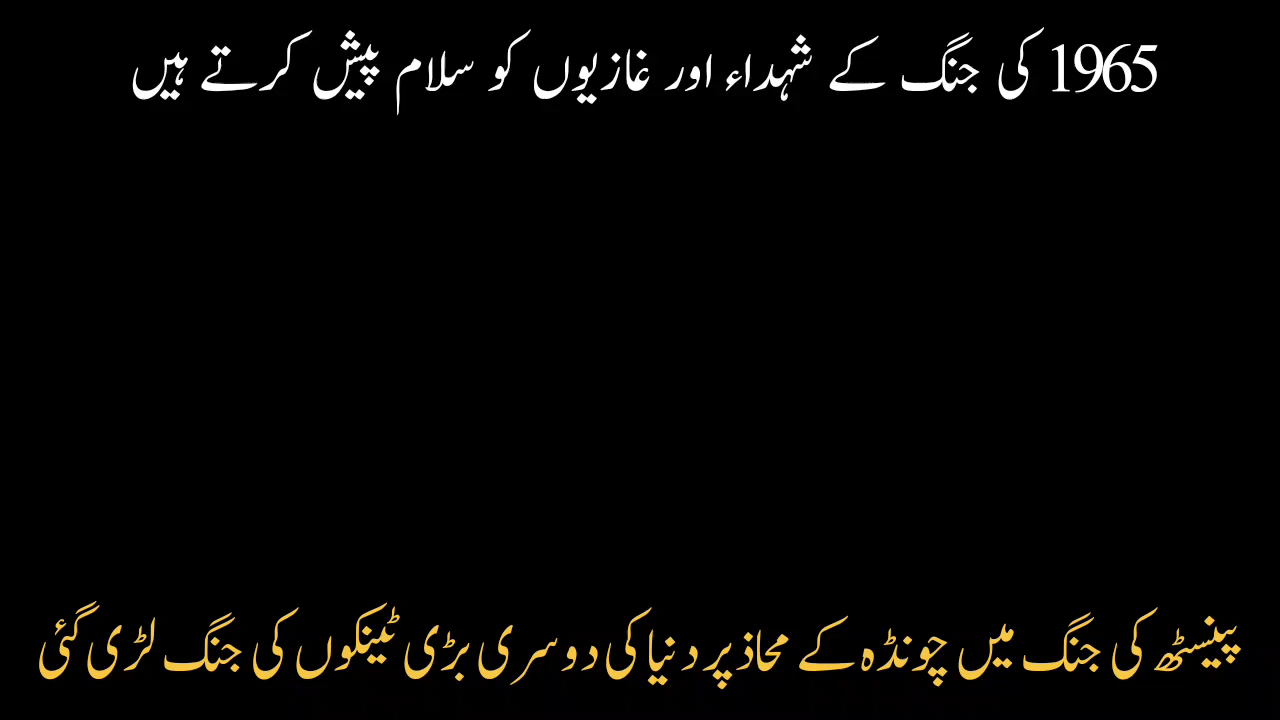 1965 کی جنگ کے شہداء اور غازیوں کو سلام پیش کرتے ہیں
پینسٹھ کی جنگ میں چونڈہ کے محاذ پر دنیا کی دوسری بڑی ٹینکوں کی جنگ لڑی گئی